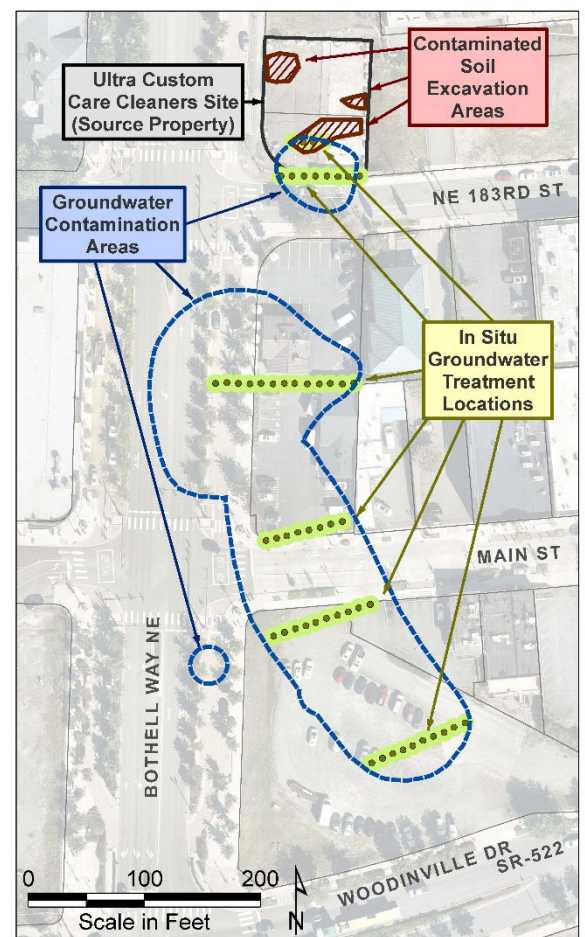 Contaminated
Soil
Excavation
Areas
Ultra Custom
Care Cleaners Site
(Source Property)
NE 183RD ST
Groundwater
Contamination
Areas
In Situ
Groundwater
Treatment
Locations
MAIN ST
BOTHELL WAY NE
WOODINVILLE DR
SR-522
0 100 200
Scale in Feet
N